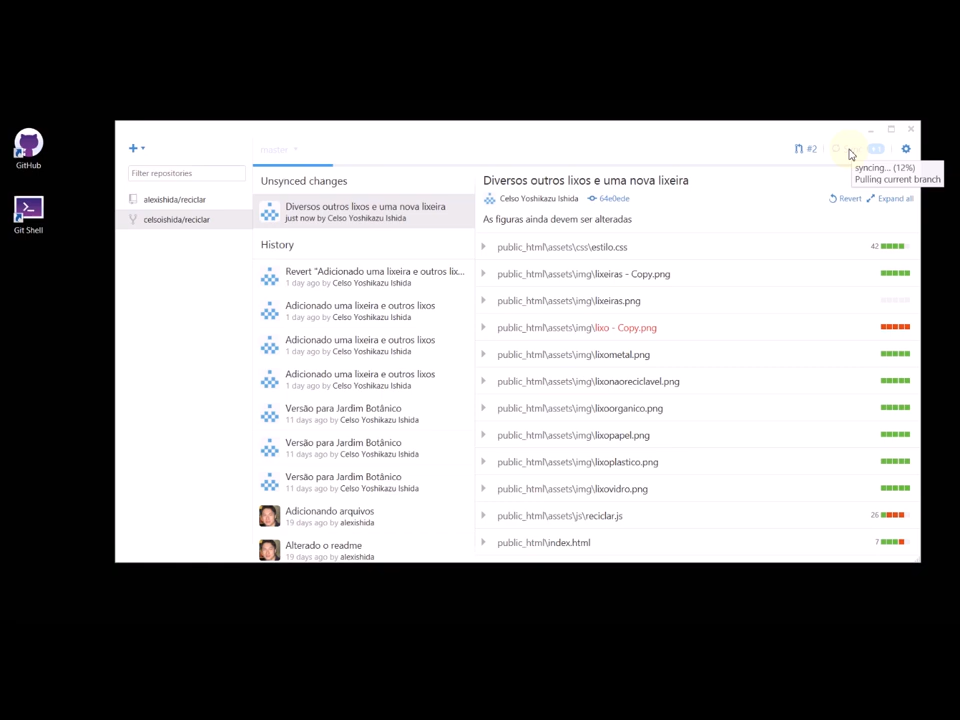 GitHub
Git Shell
master
#2
syncing... (12%)
Pulling current branch
Filter repositories
alexishida/reciclar
celsoishida/reciclar
Unsynced changes
Diversos outros lixos e uma nova lixeira
just now by Celso Yoshikazu Ishida
History
Revert "Adicionado uma lixeira e outros lix...
1 day ago by Celso Yoshikazu Ishida
Adicionado uma lixeira e outros lixos
1 day ago by Celso Yoshikazu Ishida
Adicionado uma lixeira e outros lixos
1 day ago by Celso Yoshikazu Ishida
Adicionado uma lixeira e outros lixos
1 day ago by Celso Yoshikazu Ishida
Versão para Jardim Botânico
11 days ago by Celso Yoshikazu Ishida
Versão para Jardim Botânico
11 days ago by Celso Yoshikazu Ishida
Versão para Jardim Botânico
11 days ago by Celso Yoshikazu Ishida
Adicionando arquivos
19 days ago by alexishida
Alterado o readme
19 days ago by alexishida
Diversos outros lixos e uma nova lixeira
Celso Yoshikazu Ishida 64e0ede Revert Expand all
As figuras ainda devem ser alteradas
public_html\assets\css\estilo.css 42
public_html\assets\img\lixeiras - Copy.png
public_html\assets\img\lixeiras.png
public_html\assets\img\lixo - Copy.png
public_html\assets\img\lixometal.png
public_html\assets\img\lixonaoreciclavel.png
public_html\assets\img\lixoorganico.png
public_html\assets\img\lixopapel.png
public_html\assets\img\lixoplastico.png
public_html\assets\img\lixovidro.png
public_html\assets\js\reciclar.js 26
public_html\index.html 7